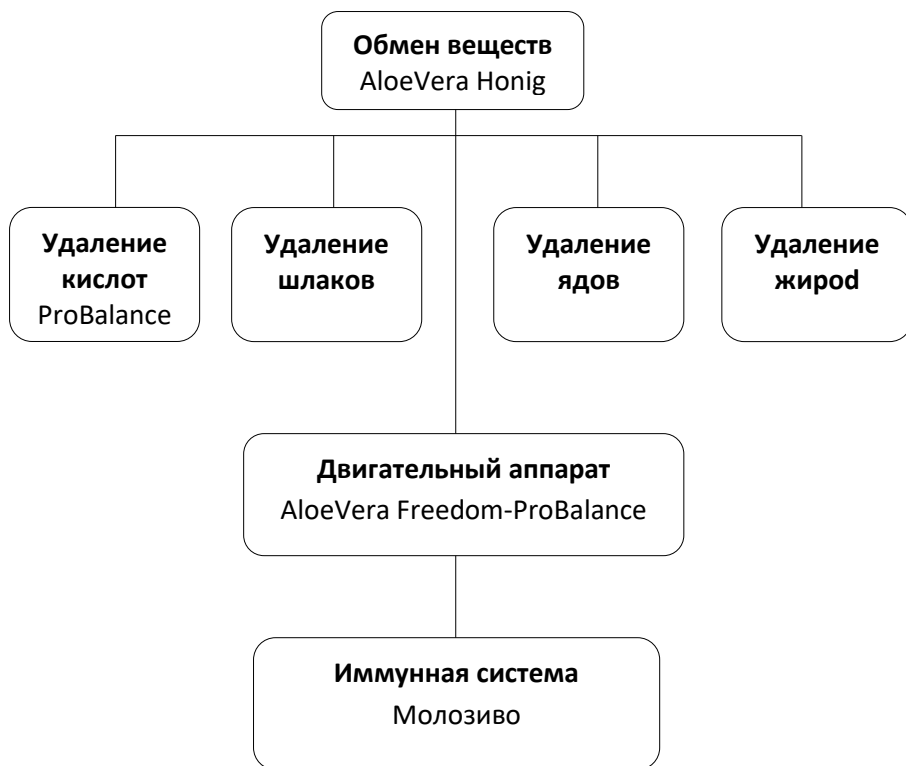 Обмен веществ
AloeVera Honig
Удаление
кислот
ProBalance
Удаление
шлаков
Удаление
ядов
Удаление
жироd
Двигательный аппарат
AloeVera Freedom-ProBalance
Иммунная система
Молозиво